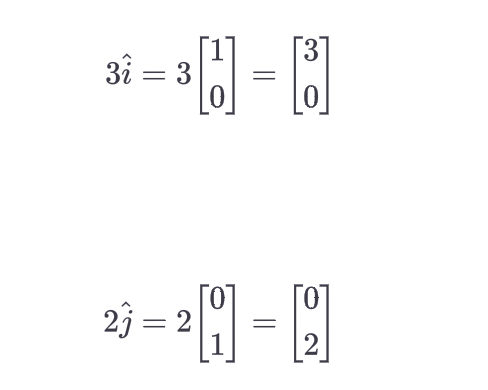 3î = 3 [1 0] = [3 0]
2ĵ = 2 [0 1] = [0 2]